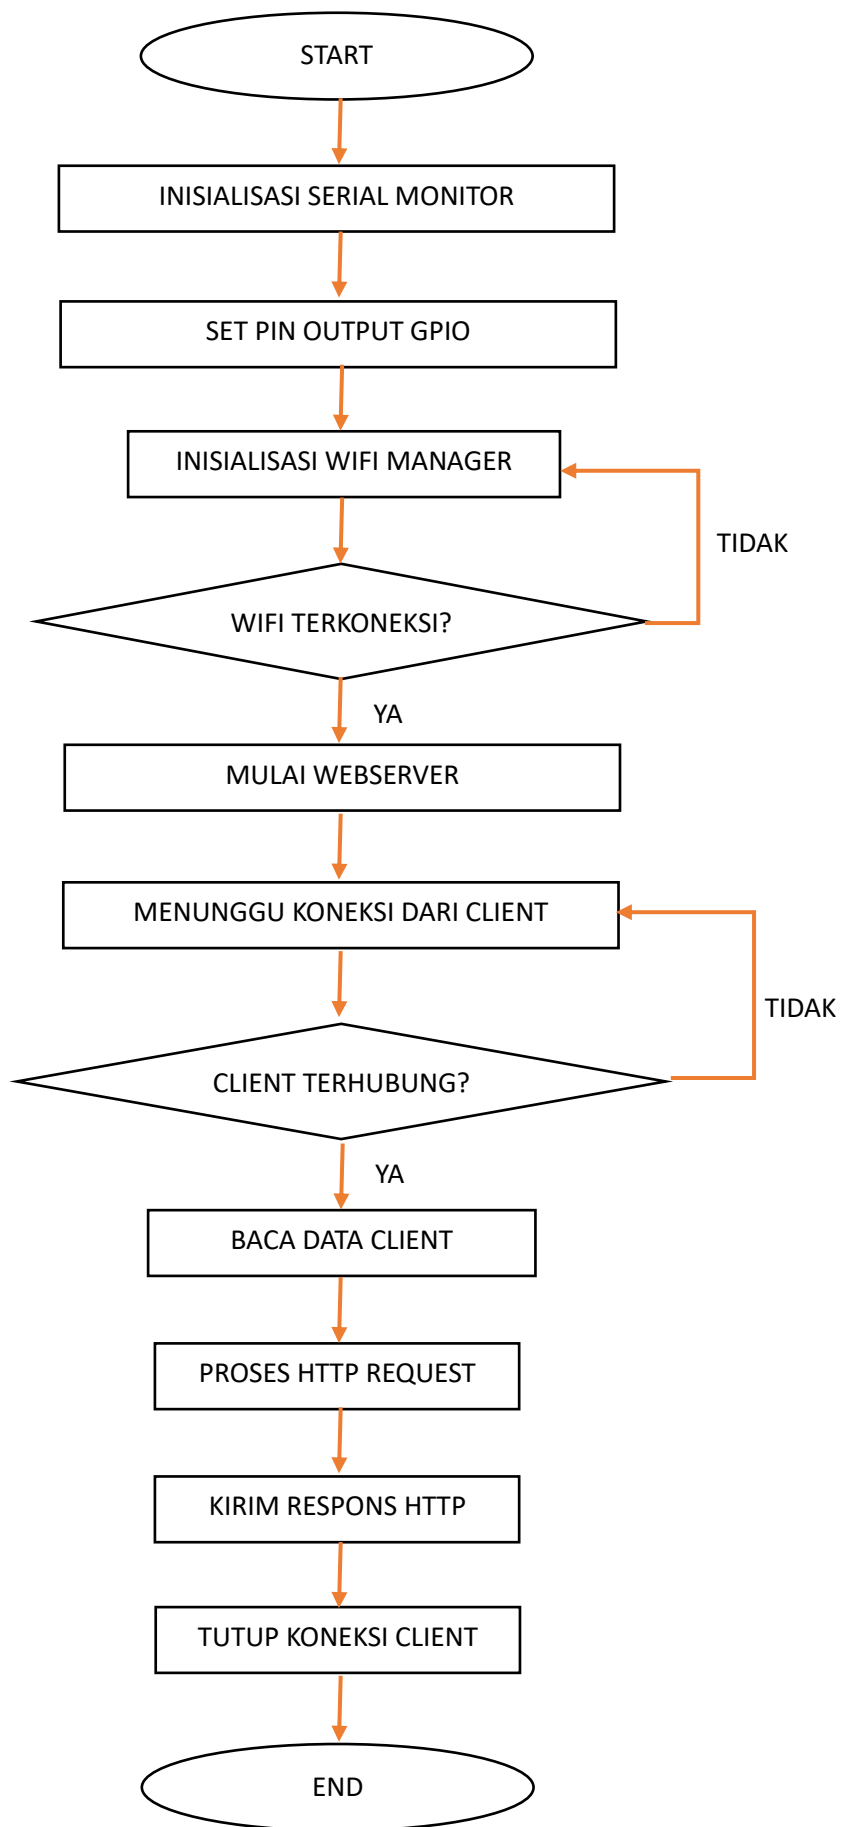 START
INISIALISASI SERIAL MONITOR
SET PIN OUTPUT GPIO
INISIALISASI WIFI MANAGER
TIDAK
WIFI TERKONEKSI?
YA
MULAI WEBSERVER
MENUNGGU KONEKSI DARI CLIENT
TIDAK
CLIENT TERHUBUNG?
YA
BACA DATA CLIENT
PROSES HTTP REQUEST
KIRIM RESPONS HTTP
TUTUP KONEKSI CLIENT
END